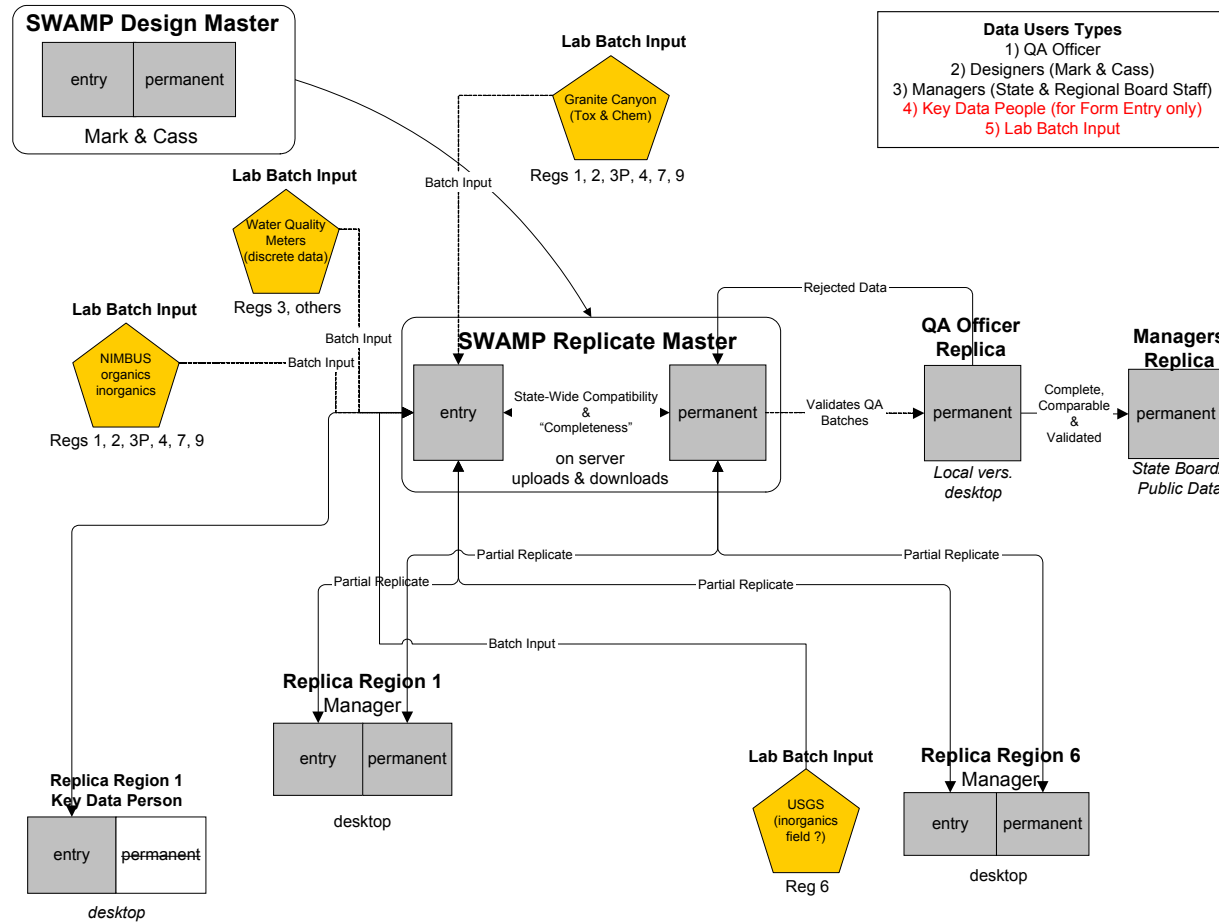 SWAMP Design Master
entry
permanent
Mark & Cass
Lab Batch Input
Granite Canyon
(Tox & Chem)
Regs 1, 2, 3P, 4, 7, 9
Batch Input
Data Users Types
1) QA Officer
2) Designers (Mark & Cass)
3) Managers (State & Regional Board Staff)
4) Key Data People (for Form Entry only)
5) Lab Batch Input
Lab Batch Input
Water Quality
Meters
(discrete data)
Regs 3, others
Batch Input
Lab Batch Input
NIMBUS
organics
inorganics
Regs 1, 2, 3P, 4, 7, 9
Batch Input
Rejected Data
SWAMP Replicate Master
entry
State-Wide Compatibility
&
“Completeness”
permanent
on server
uploads & downloads
Validates QA
Batches
QA Officer
Replica
permanent
Local vers.
desktop
Complete,
Comparable
&
Validated
Managers
Replica
permanent
State Board
Public Data
Partial Replicate
Partial Replicate
Partial Replicate
Partial Replicate
Batch Input
Replica Region 1
Manager
entry
permanent
desktop
Replica Region 1
Key Data Person
entry
permanent
desktop
Lab Batch Input
USGS
(inorganics
field ?)
Reg 6
Replica Region 6
Manager
entry
permanent
desktop